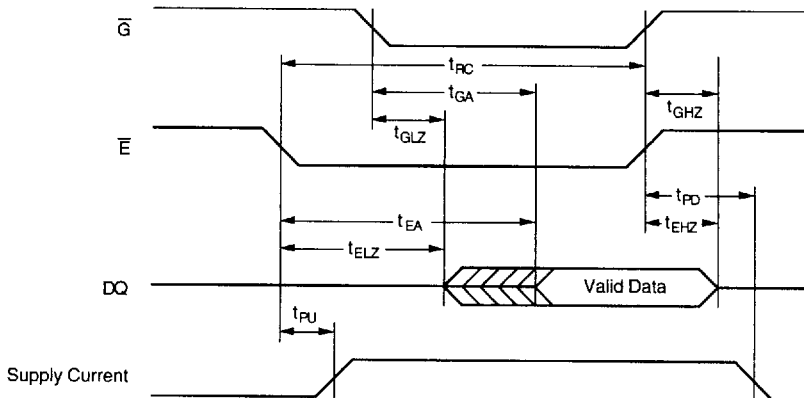 G̅
tRC
tGA
tGLZ
tGHZ
E̅
tPD
tEA
tEHZ
tELZ
DQ
Valid Data
tPU
Supply Current